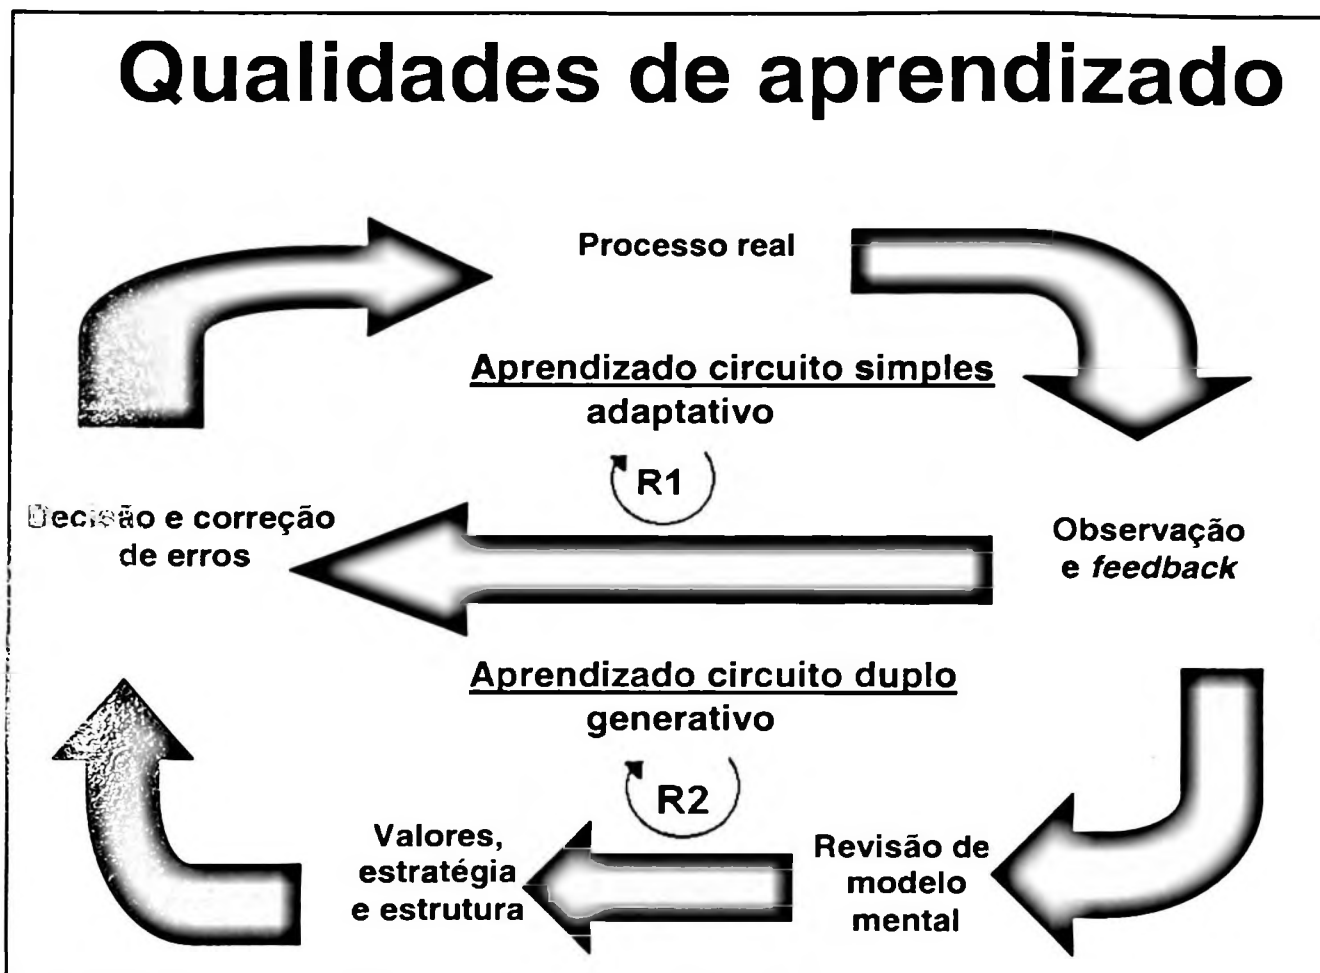 Qualidades de aprendizado
Processo real
Aprendizado circuito simples
adaptativo
R1
Decisão e correção
de erros
Observação
e feedback
Aprendizado circuito duplo
generativo
R2
Valores,
estratégia
e estrutura
Revisão de
modelo
mental